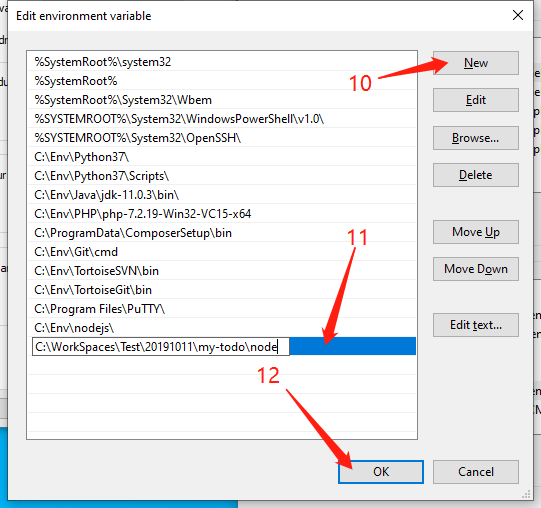 Edit environment variable
%SystemRoot%\system32
%SystemRoot%
%SystemRoot%\System32\Wbem
%SYSTEMROOT%\System32\WindowsPowerShell\v1.0\
%SYSTEMROOT%\System32\OpenSSH\
C:\Env\Python37\
C:\Env\Python37\Scripts\
C:\Env\Java\jdk-11.0.3\bin\
C:\Env\PHP\php-7.2.19-Win32-VC15-x64
C:\ProgramData\ComposerSetup\bin
C:\Env\Git\cmd
C:\Env\TortoiseSVN\bin
C:\Env\TortoiseGit\bin
C:\Program Files\PuTTY\
C:\Env\nodejs\
C:\WorkSpaces\Test\20191011\my-todo\node
10
11
12
New
Edit
Browse...
Delete
Move Up
Move Down
Edit text...
OK
Cancel